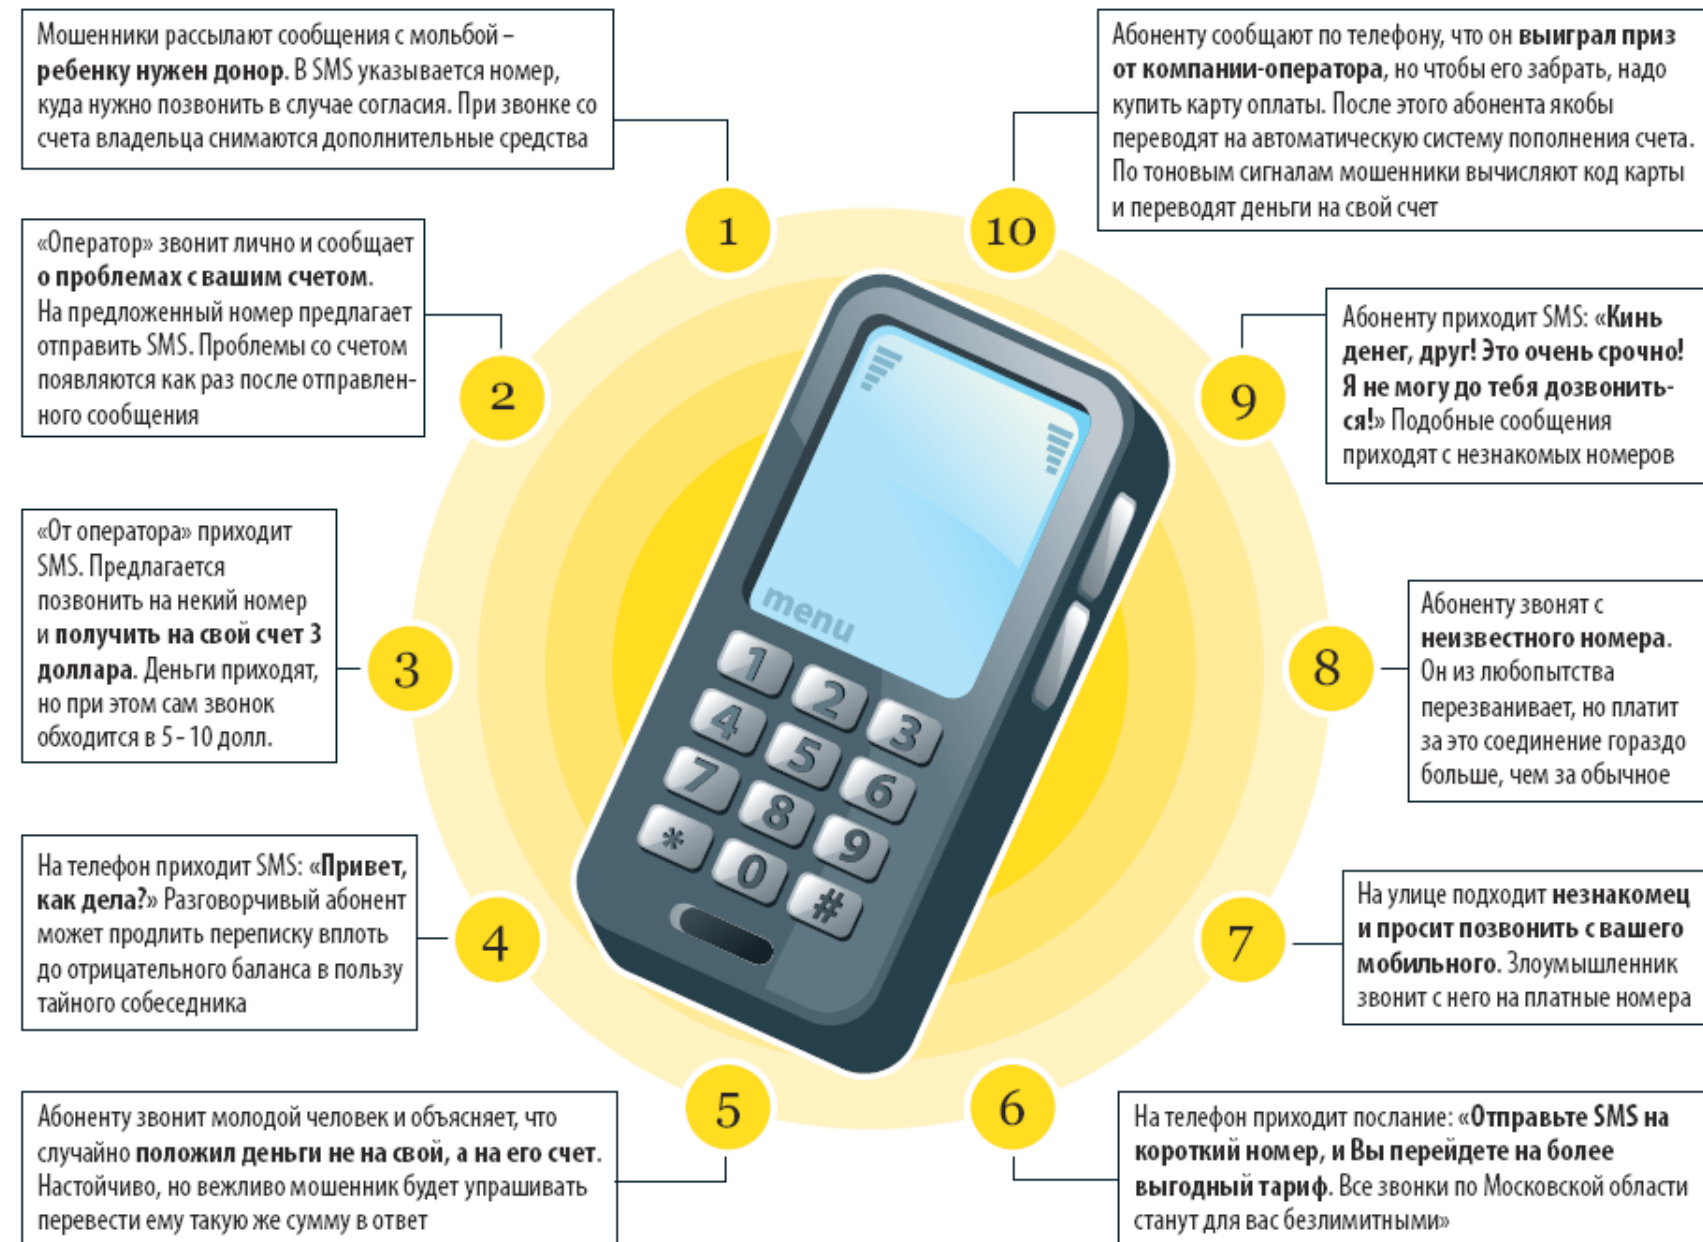 Мошенники рассылают сообщения с мольбой –
ребенку нужен донор. В SMS указывается номер,
куда нужно позвонить в случае согласия. При звонке со
счета владельца снимаются дополнительные средства
1
«Оператор» звонит лично и сообщает
о проблемах с вашим счетом.
На предложенный номер предлагает
отправить SMS. Проблемы со счетом
появляются как раз после отправлен-
ного сообщения
2
«От оператора» приходит
SMS. Предлагается
позвонить на некий номер
и получить на свой счет 3
доллара. Деньги приходят,
но при этом сам звонок
обходится в 5 - 10 долл.
3
На телефон приходит SMS: «Привет,
как дела?» Разговорчивый абонент
может продлить переписку вплоть
до отрицательного баланса в пользу
тайного собеседника
4
Абоненту звонит молодой человек и объясняет, что
случайно положил деньги не на свой, а на его счет.
Настойчиво, но вежливо мошенник будет упрашивать
перевести ему такую же сумму в ответ
5
menu
1 2 3
4 5 6
7 8 9
* 0 #
Абоненту сообщают по телефону, что он выиграл приз
от компании-оператора, но чтобы его забрать, надо
купить карту оплаты. После этого абонента якобы
переводят на автоматическую систему пополнения счета.
По тоновым сигналам мошенники вычисляют код карты
и переводят деньги на свой счет
10
Абоненту приходит SMS: «Кинь
денег, друг! Это очень срочно!
Я не могу до тебя дозвонить-
ся!» Подобные сообщения
приходят с незнакомых номеров
9
Абоненту звонят с
неизвестного номера.
Он из любопытства
перезванивает, но платит
за это соединение гораздо
больше, чем за обычное
8
На улице подходит незнакомец
и просит позвонить с вашего
мобильного. Злоумышленник
звонит с него на платные номера
7
На телефон приходит послание: «Отправьте SMS на
короткий номер, и Вы перейдете на более
выгодный тариф. Все звонки по Московской области
станут для вас безлимитными»
6